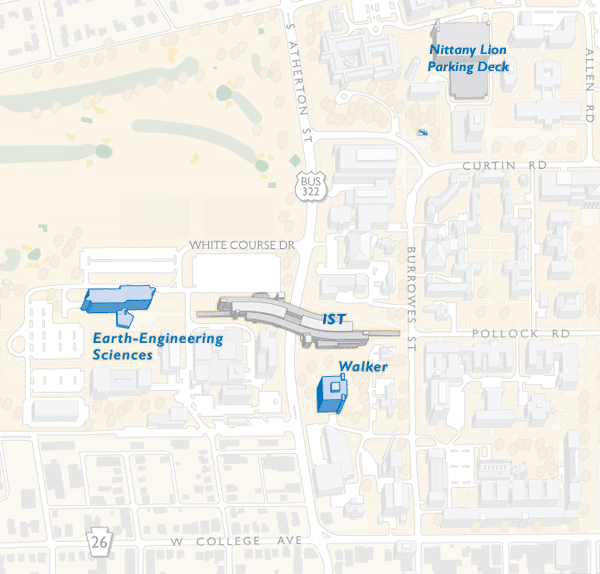 Nittany Lion
Parking Deck
S ATHERTON ST
ALLEN RD
CURTIN RD
BUS
322
WHITE COURSE DR
BURROWES ST
IST
POLLOCK RD
Earth-Engineering
Sciences
Walker
26
W COLLEGE AVE